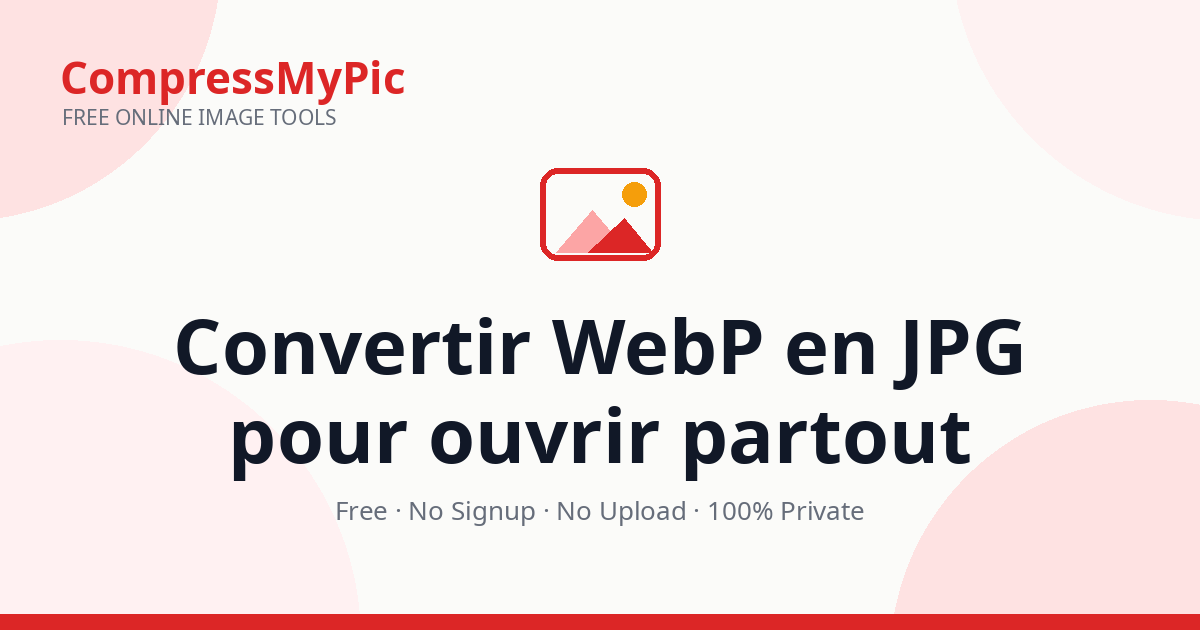 CompressMyPic
FREE ONLINE IMAGE TOOLS
Convertir WebP en JPG
pour ouvrir partout
Free · No Signup · No Upload · 100% Private